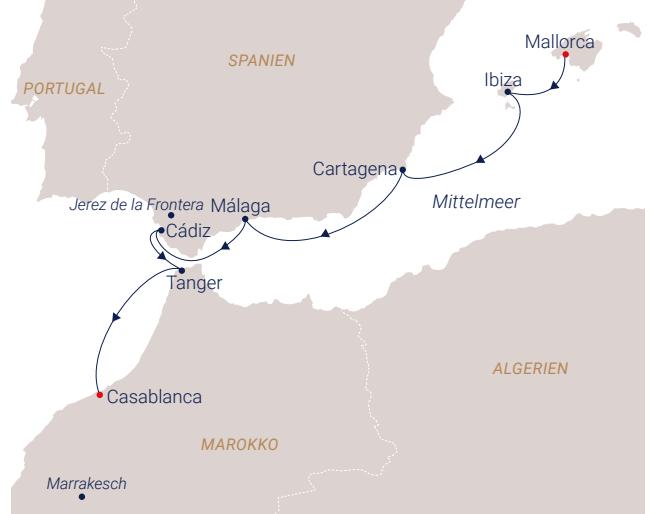 Mallorca
SPANIEN
Ibiza
PORTUGAL
Cartagena
Mittelmeer
Jerez de la Frontera
Málaga
Cádiz
Tanger
ALGERIEN
Casablanca
MAROKKO
Marrakesch